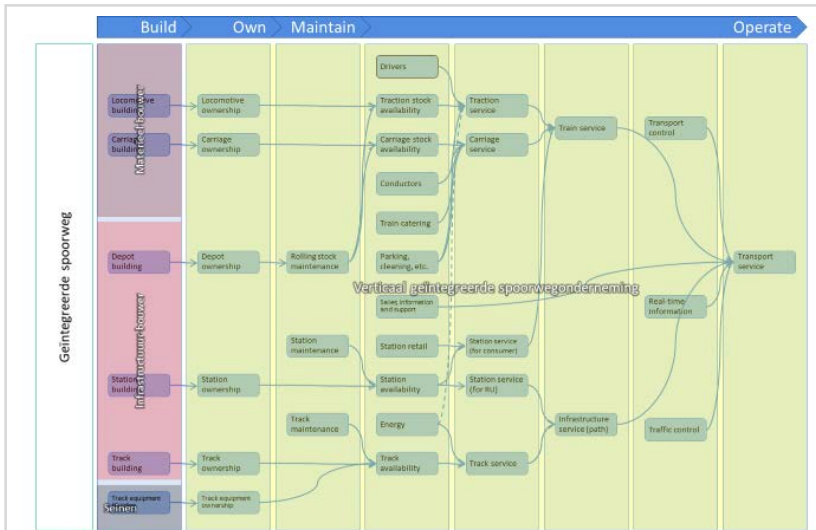 Build
Own
Maintain
Operate
Geïntegreerde spoorweg
Materieel-bouwer
Infrastructuur-bouwer
Seinen
Verticaal geïntegreerde spoorwegonderneming
Drivers
Locomotive
building
Locomotive
ownership
Traction stock
availability
Traction
service
Carriage
building
Carriage
ownership
Carriage stock
availability
Carriage
service
Train service
Transport
control
Conductors
Train catering
Depot
building
Depot
ownership
Rolling stock
maintenance
Parking,
cleaning, etc.
Transport
service
Sales, information
and support
Real-time
information
Station
maintenance
Station retail
Station service
(for consumer)
Station
building
Station
ownership
Station
availability
Station service
(for RU)
Track
maintenance
Energy
Infrastructure
service (path)
Traffic control
Track
building
Track
ownership
Track
availability
Track service
Track equipment
Track equipment
ownership